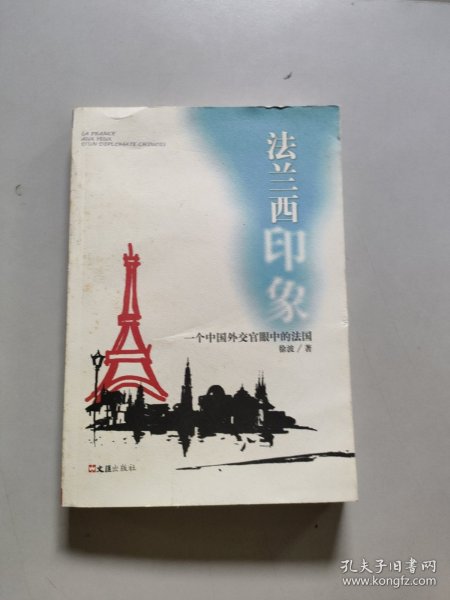 LA FRANCE
AUX YEUX
D'UN DIPLOMATE CHINOIS
法兰西印象
一个中国外交官眼中的法国
徐波/著
文匯出版社
孔夫子旧书网
www.kongfz.com